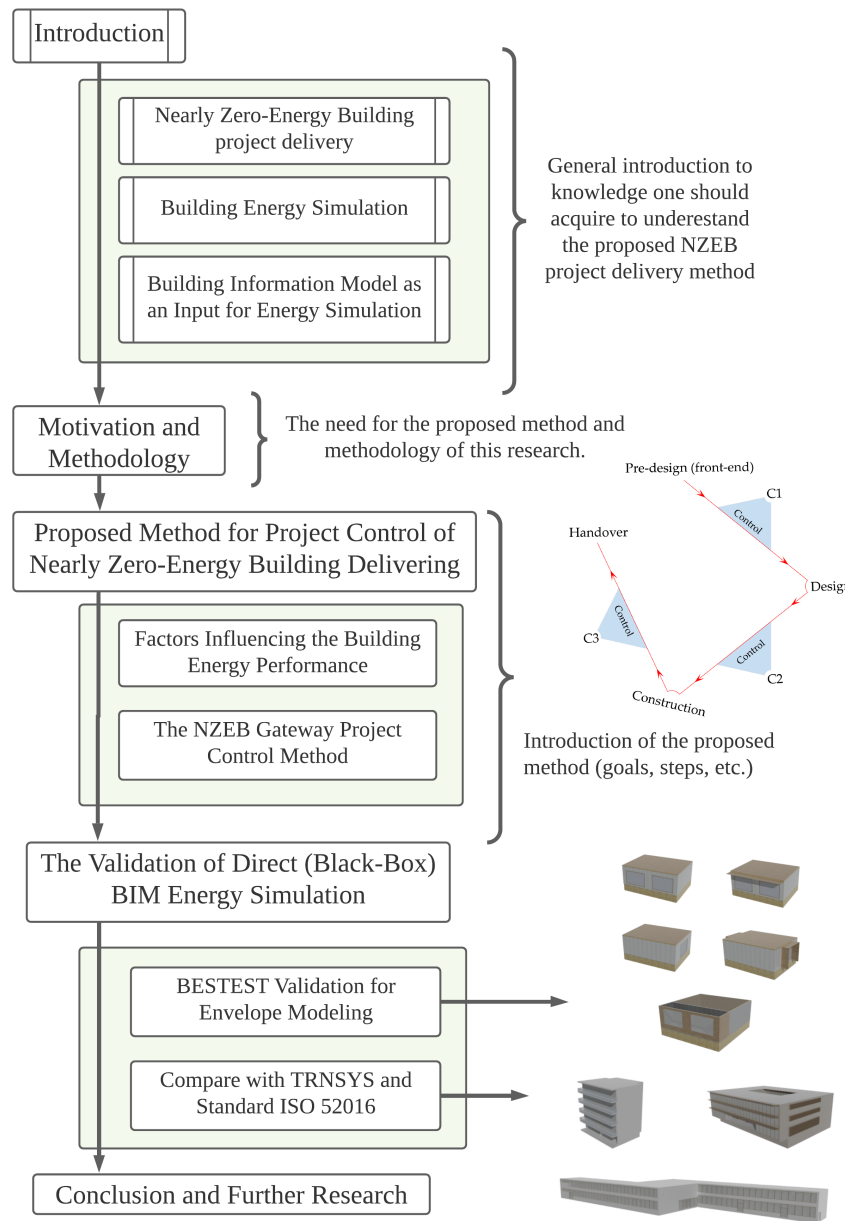 Introduction
Nearly Zero-Energy Building
project delivery
Building Energy Simulation
Building Information Model as
an Input for Energy Simulation
General introduction to
knowledge one should
acquire to underestand
the proposed NZEB
project delivery method
Motivation and
Methodology
The need for the proposed method and
methodology of this research.
Proposed Method for Project Control of
Nearly Zero-Energy Building Delivering
Factors Influencing the Building
Energy Performance
The NZEB Gateway Project
Control Method
Pre-design (front-end)
C1
Control
Design
Control
C2
Construction
Control
C3
Handover
Introduction of the proposed
method (goals, steps, etc.)
The Validation of Direct (Black-Box)
BIM Energy Simulation
BESTEST Validation for
Envelope Modeling
Compare with TRNSYS and
Standard ISO 52016
Conclusion and Further Research